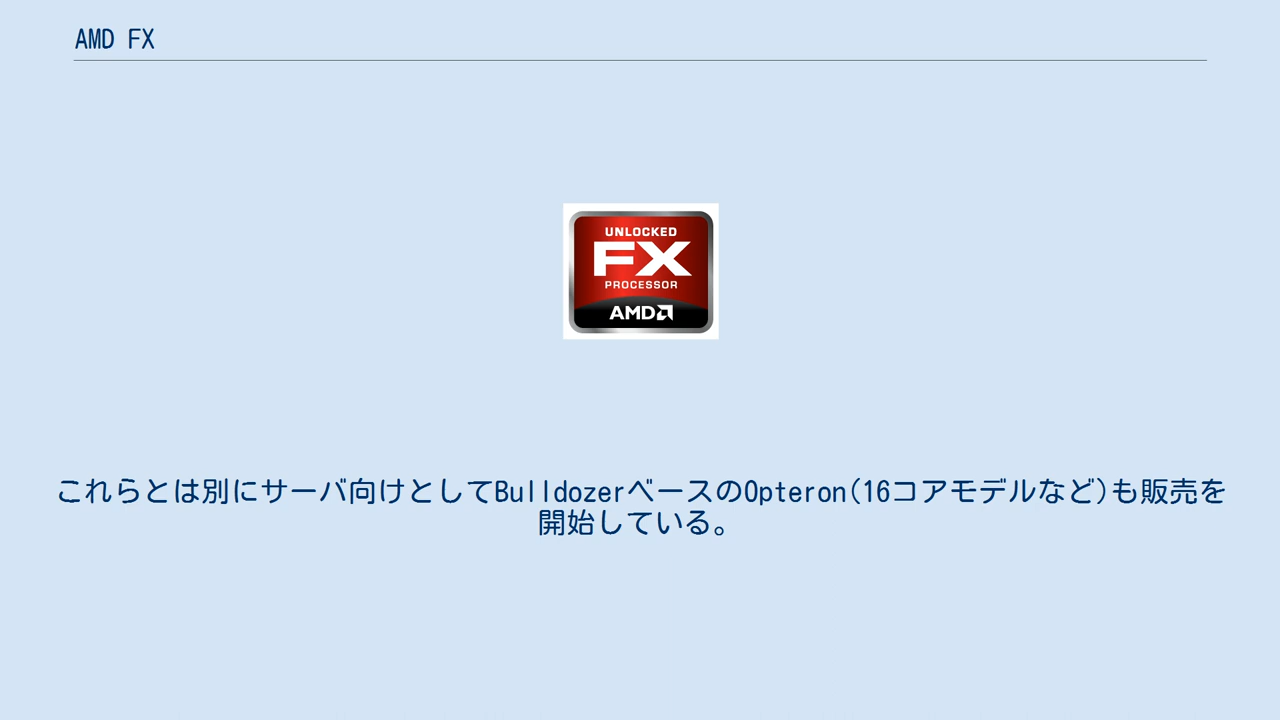 AMD FX
UNLOCKED
FX
PROCESSOR
AMD
これらとは別にサーバ向けとしてBulldozerベースのOpteron(16コアモデルなど)も販売を
開始している。